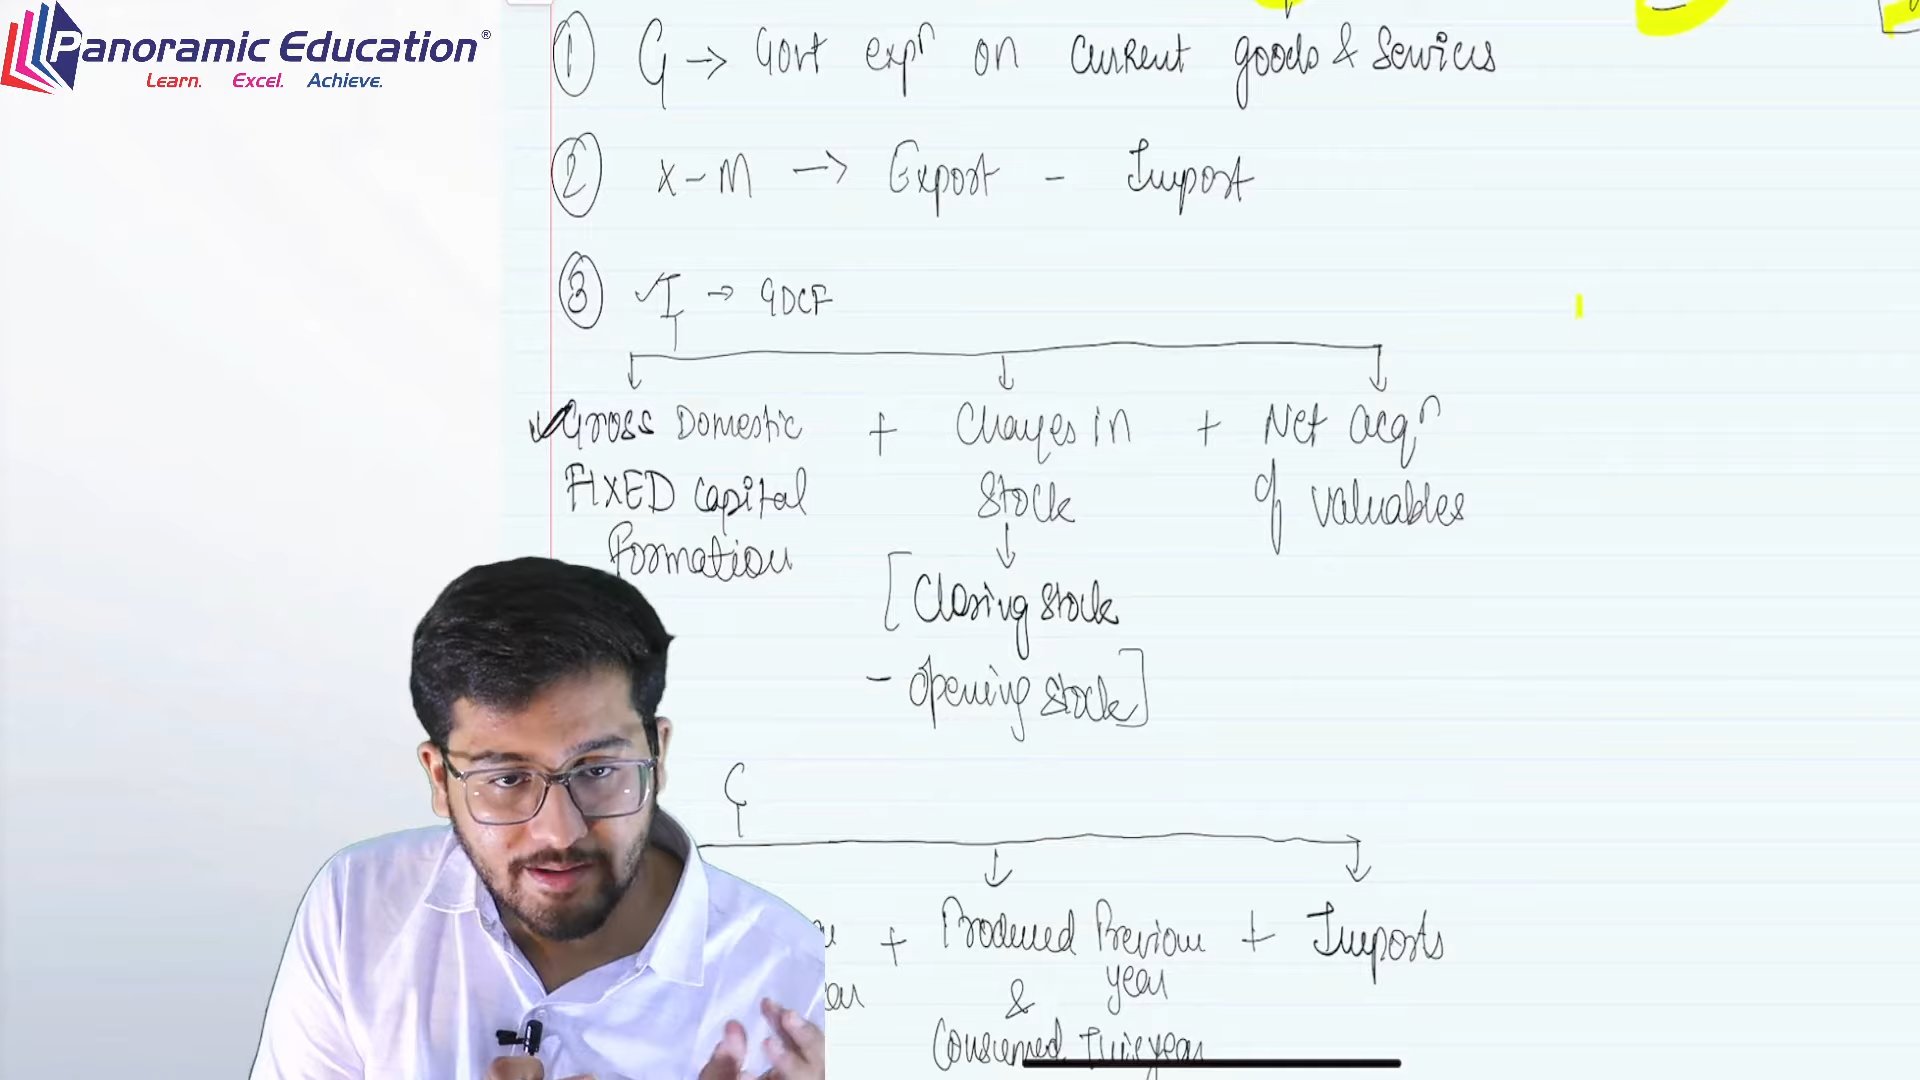 Panoramic Education®
Learn. Excel. Achieve.
① G → Govt expn on current goods & services
② X - M → Export - Import
③ ✓I → GDCF
✓Gross Domestic + Changes in + Net acqn
FIXED capital stock of valuables
Formation
[Closing stock
- opening stock]
C
+ Produced Previous + Imports
year
&
Consumed this year